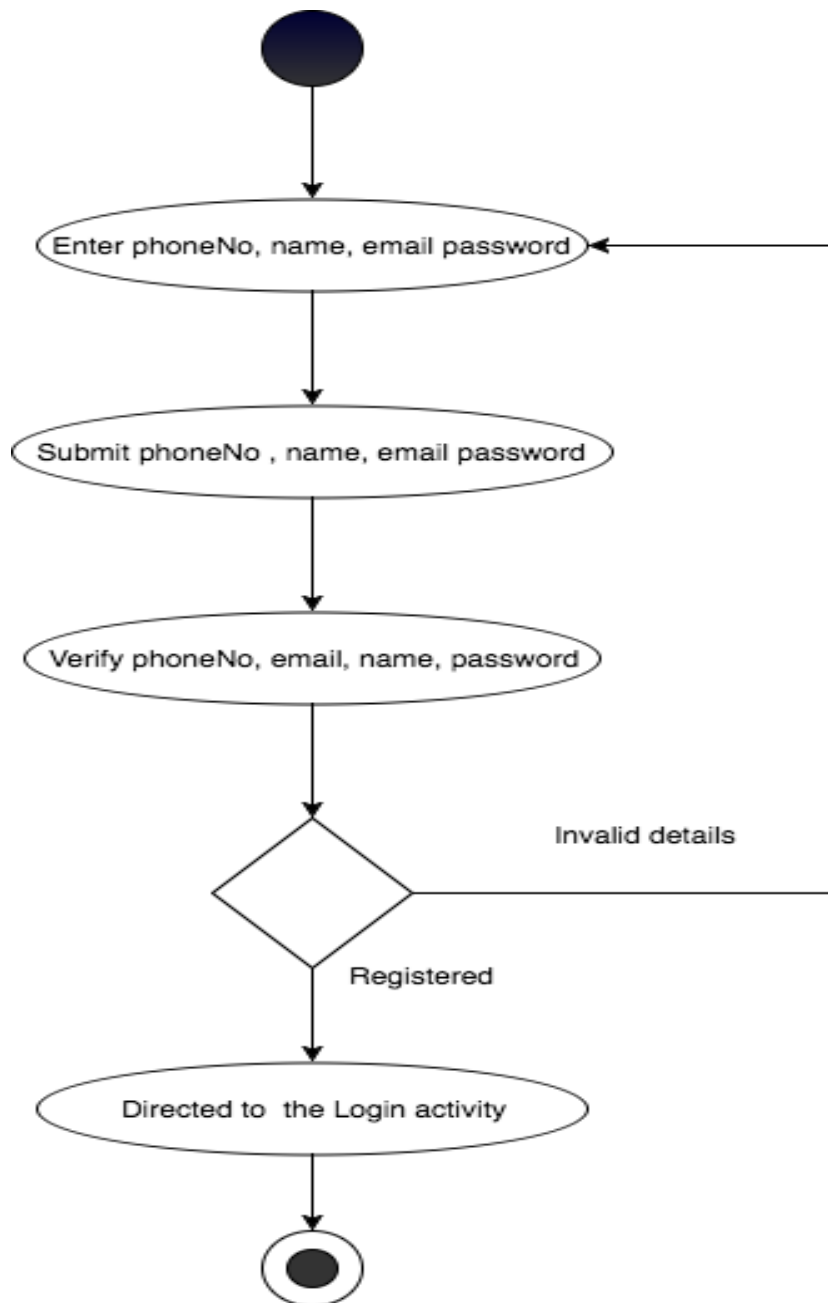 Enter phoneNo, name, email password
Submit phoneNo , name, email password
Verify phoneNo, email, name, password
Invalid details
Registered
Directed to  the Login activity